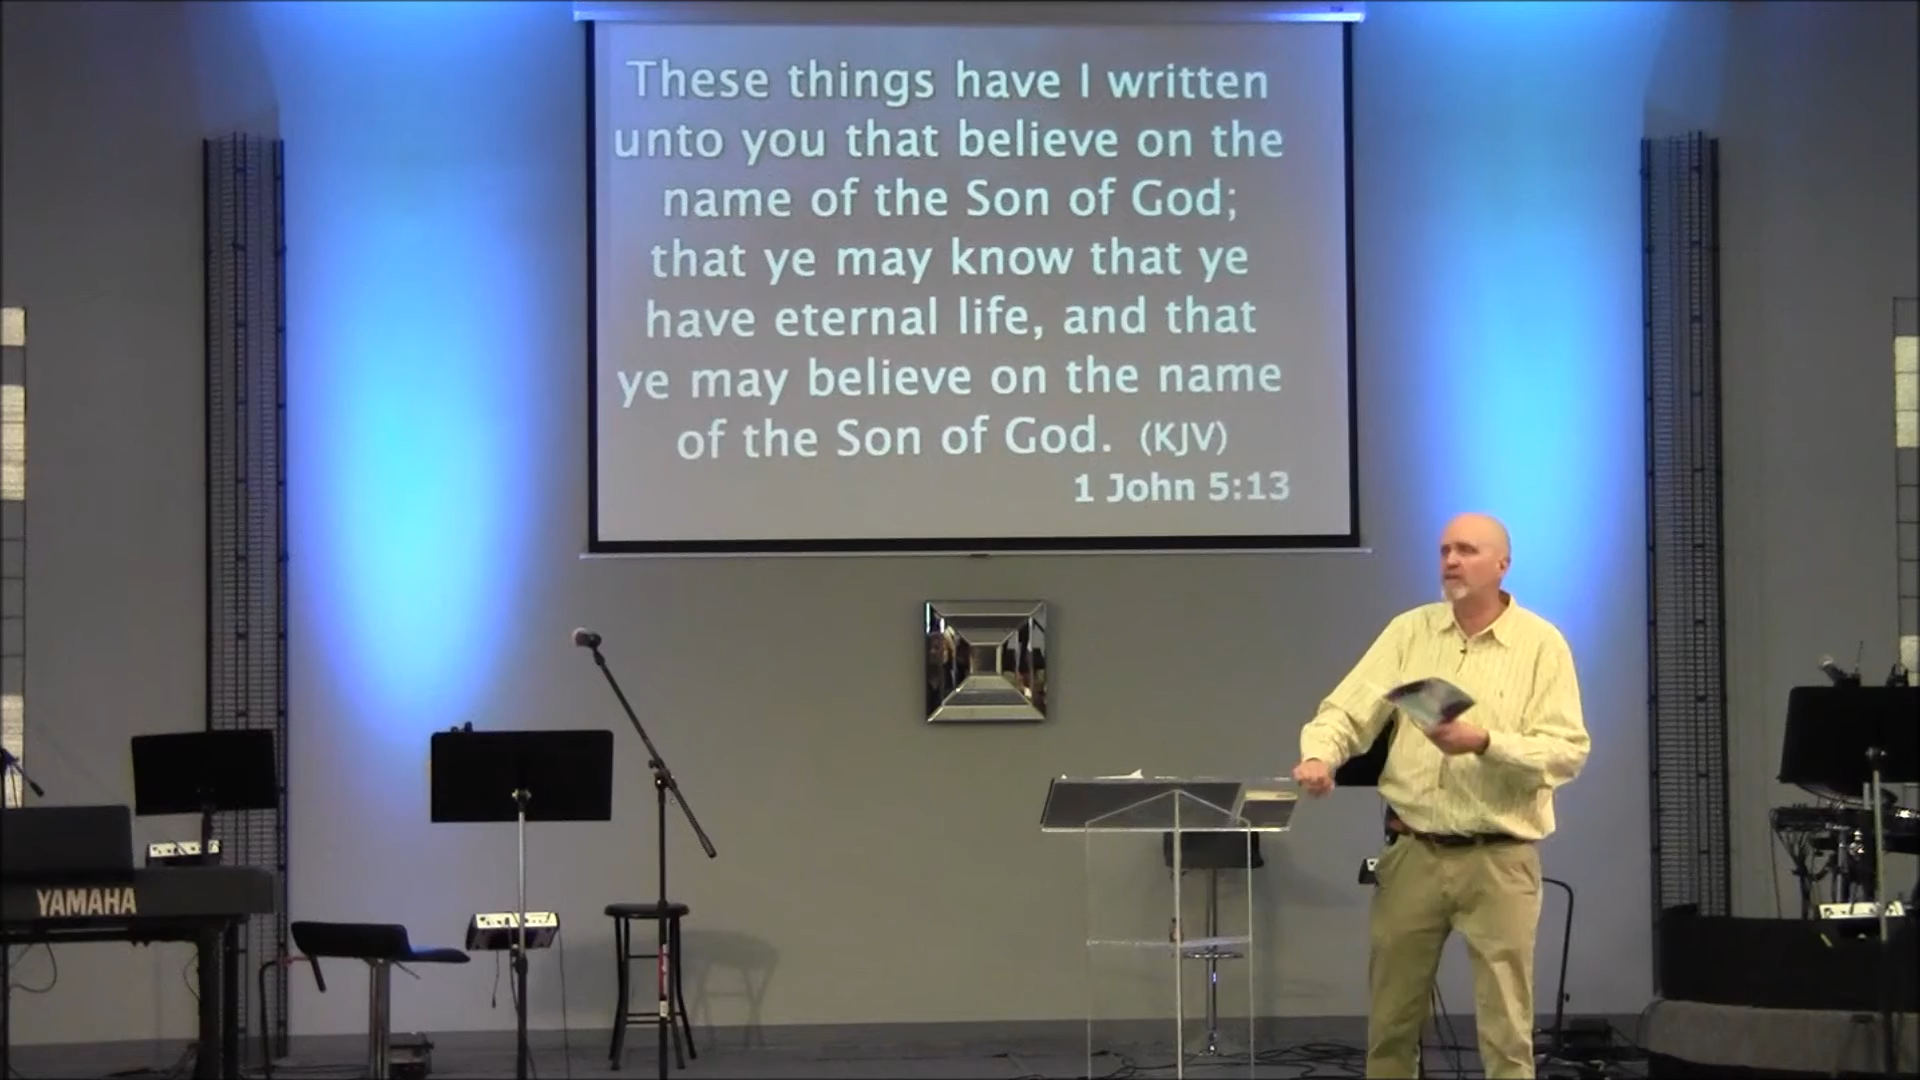 These things have I written
unto you that believe on the
name of the Son of God;
that ye may know that ye
have eternal life, and that
ye may believe on the name
of the Son of God. (KJV)
1 John 5:13
YAMAHA